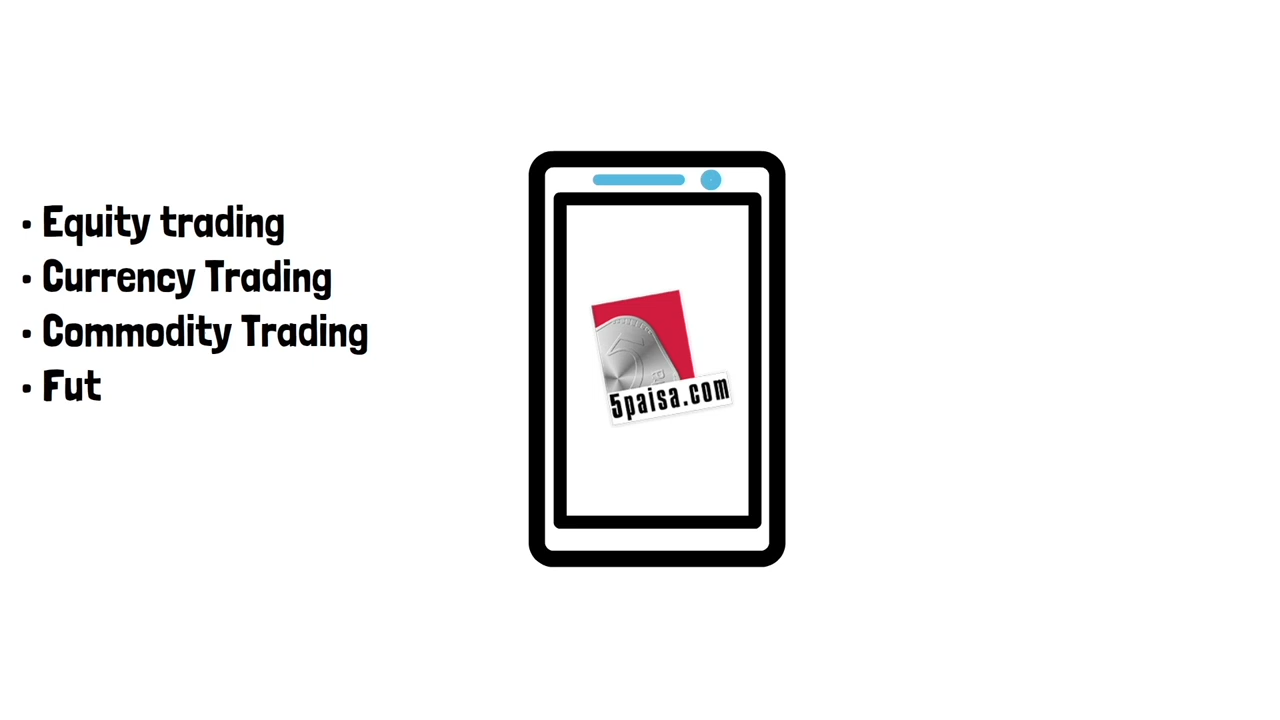 • Equity trading
• Currency Trading
• Commodity Trading
• Fut
5paisa.com